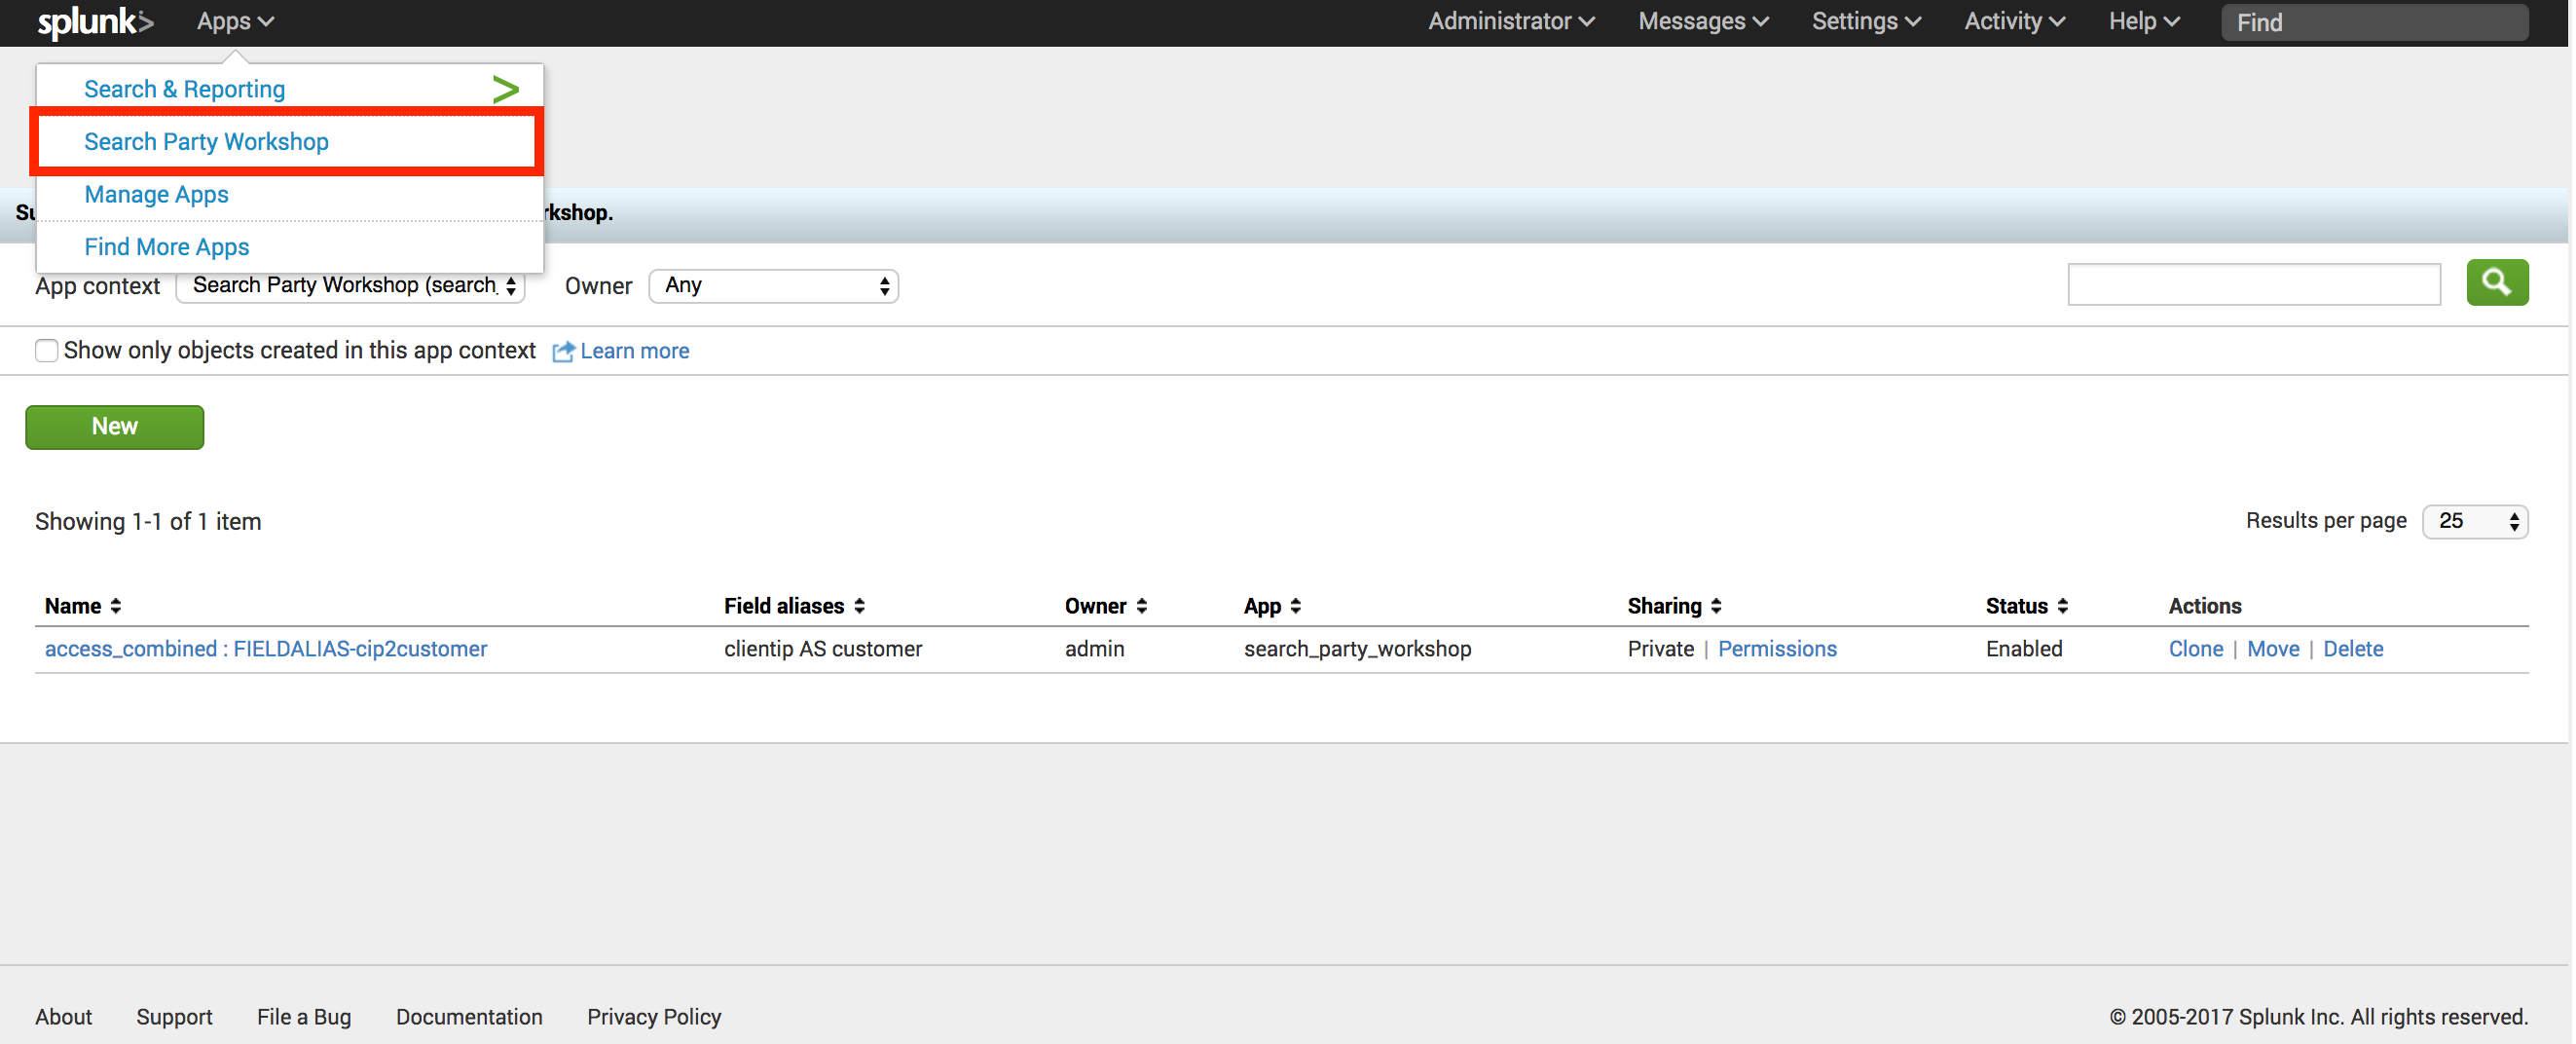 splunk> Apps Administrator Messages Settings Activity Help Find
Search & Reporting
Search Party Workshop
Manage Apps
Find More Apps
App context Search Party Workshop (search_ Owner Any
Show only objects created in this app context Learn more
New
Showing 1-1 of 1 item Results per page 25
Name Field aliases Owner App Sharing Status Actions
access_combined : FIELDALIAS-cip2customer clientip AS customer admin search_party_workshop Private | Permissions Enabled Clone | Move | Delete
About Support File a Bug Documentation Privacy Policy © 2005-2017 Splunk Inc. All rights reserved.